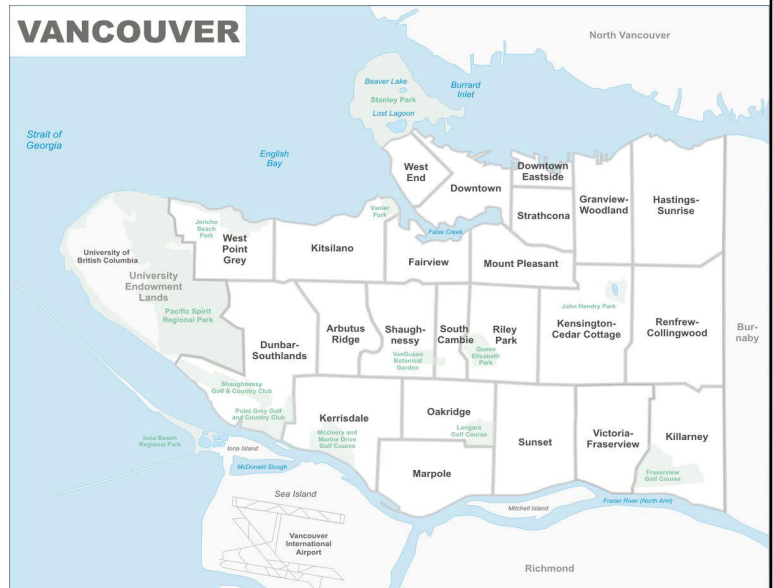 VANCOUVER
North Vancouver
Beaver Lake
Stanley Park
Lost Lagoon
Burrard
Inlet
Strait of
Georgia
English
Bay
West
End
Downtown
Downtown
Eastside
Strathcona
Granview-
Woodland
Hastings-
Sunrise
Vanier
Park
False Creek
Jericho
Beach
Park
West
Point
Grey
Kitsilano
Fairview
Mount Pleasant
University of
British Columbia
University
Endowment
Lands
Pacific Spirit
Regional Park
Dunbar-
Southlands
Arbutus
Ridge
Shaugh-
nessy
VanDusen
Botanical
Garden
South
Cambie
Riley
Park
Queen
Elizabeth
Park
John Hendry Park
Kensington-
Cedar Cottage
Renfrew-
Collingwood
Bur-
naby
Shaughnessy
Golf & Country Club
Point Grey Golf
and Country Club
Kerrisdale
Mccleery and
Marine Drive
Golf Course
Oakridge
Langara
Golf Course
Marpole
Sunset
Victoria-
Fraserview
Killarney
Fraserview
Golf Course
Iona Beach
Regional Park
Iona Island
McDonald Slough
Sea Island
Vancouver
International
Airport
Mitchell Island
Fraser River (North Arm)
Richmond